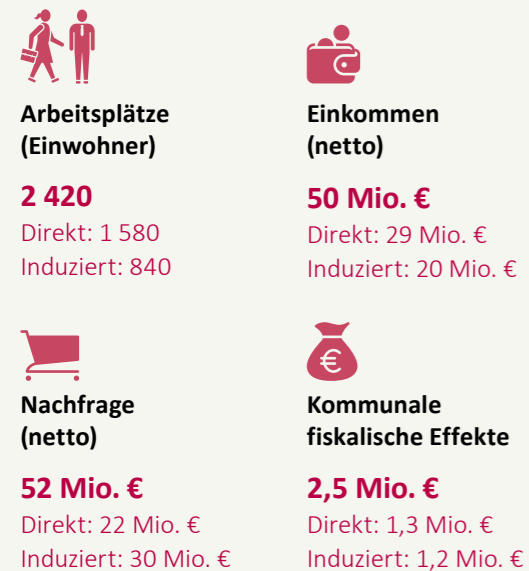 Arbeitsplätze
(Einwohner)
2 420
Direkt: 1 580
Induziert: 840
Einkommen
(netto)
50 Mio. €
Direkt: 29 Mio. €
Induziert: 20 Mio. €
Nachfrage
(netto)
52 Mio. €
Direkt: 22 Mio. €
Induziert: 30 Mio. €
€
Kommunale
fiskalische Effekte
2,5 Mio. €
Direkt: 1,3 Mio. €
Induziert: 1,2 Mio. €